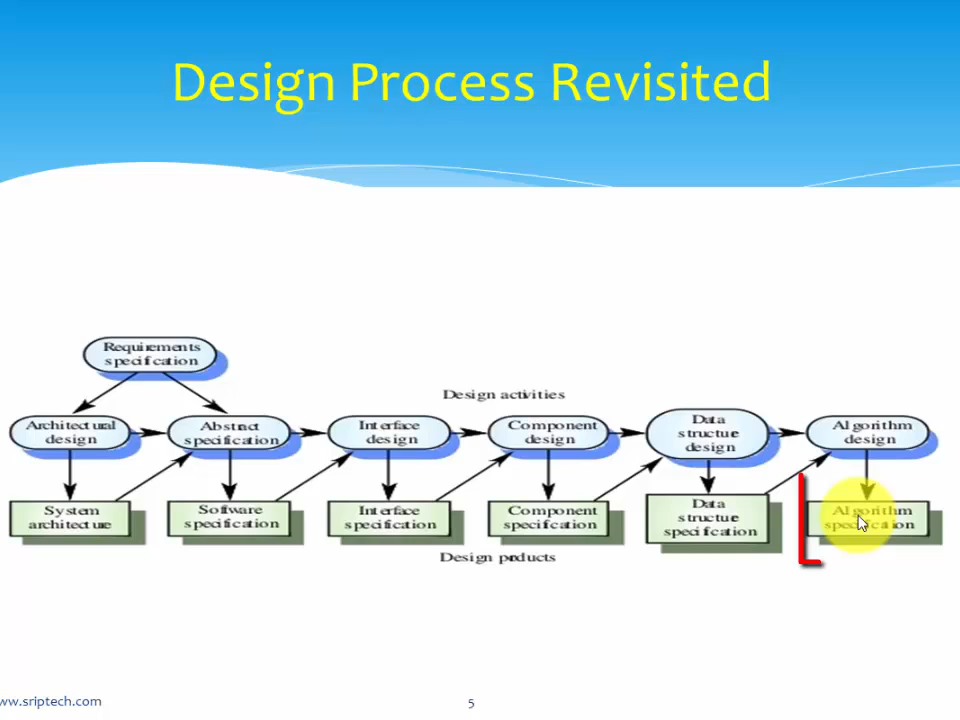 Design Process Revisited
Requirements
specification
Design activities
Architectural
design
Abstract
specification
Interface
design
Component
design
Data
structure
design
Algorithm
design
System
architecture
Software
specification
Interface
specification
Component
specification
Data
structure
specification
Algorithm
specification
Design products
ww.sriptech.com
5